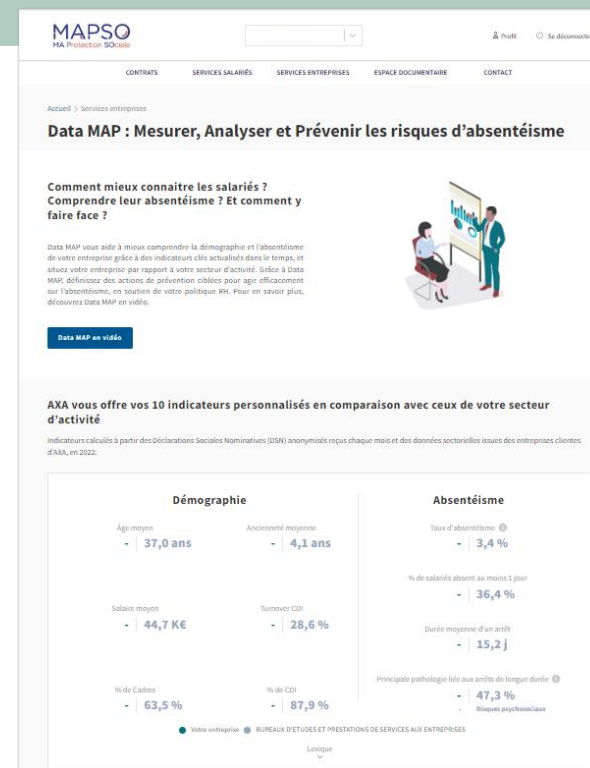 MAPSO
MA Protection SOciale
Profil
Se déconnecte
CONTRATS
SERVICES SALARIÉS
SERVICES ENTREPRISES
ESPACE DOCUMENTAIRE
CONTACT
Accueil > Services entreprises
Data MAP : Mesurer, Analyser et Prévenir les risques d’absentéisme
Comment mieux connaitre les salariés ?
Comprendre leur absentéisme ? Et comment y
faire face ?
Data MAP vous aide à mieux comprendre la démographie et l'absentéisme
de votre entreprise grâce à des indicateurs clés actualisés dans le temps, et
situez votre entreprise par rapport à votre secteur d'activité. Grâce à Data
MAP, définissez des actions de prévention ciblées pour agir efficacement
sur l'absentéisme, en soutien de votre politique RH. Pour en savoir plus,
découvrez Data MAP en vidéo.
Data MAP en vidéo
AXA vous offre vos 10 indicateurs personnalisés en comparaison avec ceux de votre secteur
d’activité
Indicateurs calculés à partir des Déclarations Sociales Nominatives (DSN) anonymisés reçus chaque mois et des données sectorielles issues des entreprises clientes
d'AXA, en 2022.
Démographie
Âge moyen
- 37,0 ans
Ancienneté moyenne
- 4,1 ans
Salaire moyen
- 44,7 K€
Turnover CDI
- 28,6 %
% de Cadres
- 63,5 %
% de CDI
- 87,9 %
Absentéisme
Taux d'absentéisme
- 3,4 %
% de salariés absent au moins 1 jour
- 36,4 %
Durée moyenne d'un arrêt
- 15,2 j
Principale pathologie liée aux arrêts de longue durée
- 47,3 %
- Risques psychosociaux
Votre entreprise
BUREAUX D'ETUDES ET PRESTATIONS DE SERVICES AUX ENTREPRISES
Lexique